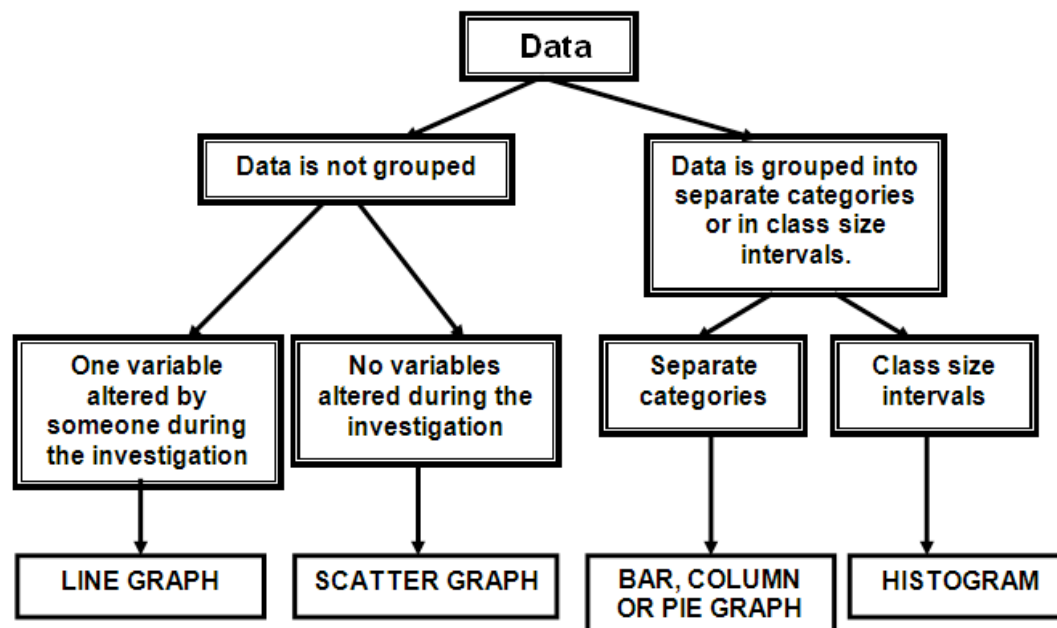 Data
Data is not grouped
Data is grouped into
separate categories
or in class size
intervals.
One variable
altered by
someone during
the investigation
No variables
altered during the
investigation
Separate
categories
Class size
intervals
LINE GRAPH
SCATTER GRAPH
BAR, COLUMN
OR PIE GRAPH
HISTOGRAM